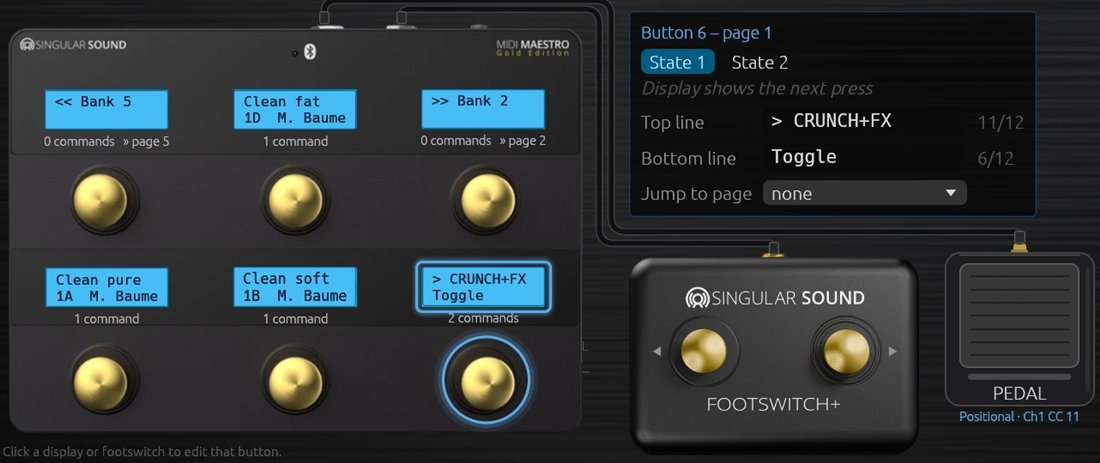 SINGULAR SOUND
MIDI MAESTRO
Gold Edition
<< Bank 5
0 commands » page 5
Clean fat
1D M. Baume
1 command
>> Bank 2
0 commands » page 2
Clean pure
1A M. Baume
1 command
Clean soft
1B M. Baume
1 command
> CRUNCH+FX
Toggle
2 commands
Click a display or footswitch to edit that button.
Button 6 – page 1
State 1 State 2
Display shows the next press
Top line > CRUNCH+FX 11/12
Bottom line Toggle 6/12
Jump to page none
SINGULAR SOUND
FOOTSWITCH+
PEDAL
Positional · Ch1 CC 11